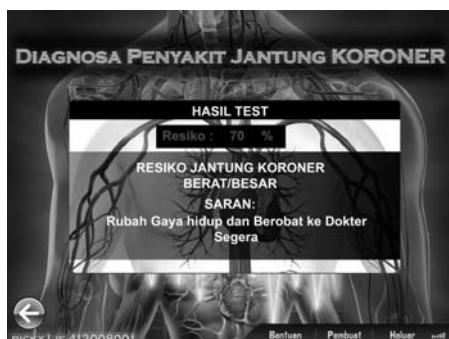 DIAGNOSA PENYAKIT JANTUNG KORONER
HASIL TEST
Resiko : 70 %
RESIKO JANTUNG KORONER
BERAT/BESAR
SARAN:
Rubah Gaya hidup dan Berobat ke Dokter
Segera
Bantuan Pembuat Keluar